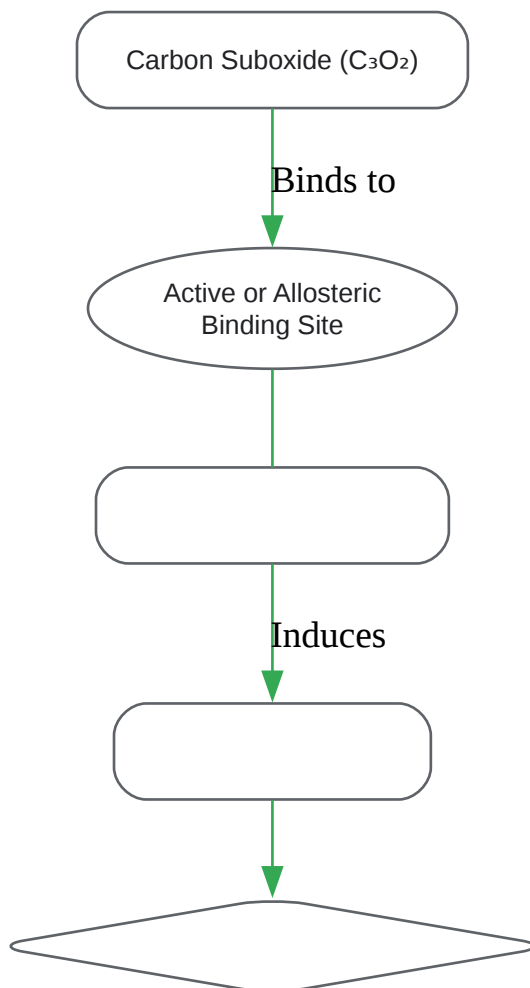 Carbon Suboxide (C₃O₂)
Binds to
Active or Allosteric
Binding Site
Induces